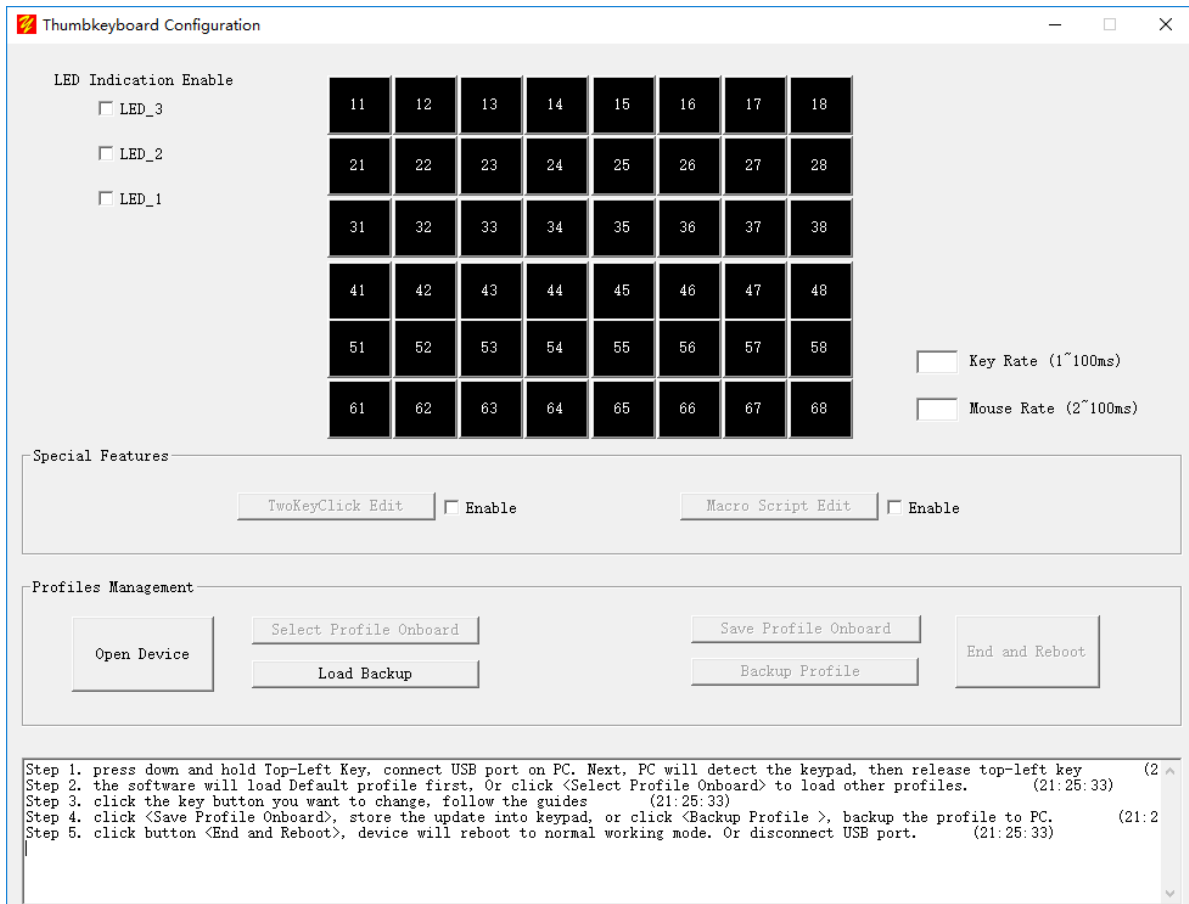 Thumbkeyboard Configuration
LED Indication Enable
LED_3
LED_2
LED_1
11 12 13 14 15 16 17 18
21 22 23 24 25 26 27 28
31 32 33 34 35 36 37 38
41 42 43 44 45 46 47 48
51 52 53 54 55 56 57 58
61 62 63 64 65 66 67 68
Key Rate (1~100ms)
Mouse Rate (2~100ms)
Special Features
TwoKeyClick Edit Enable Macro Script Edit Enable
Profiles Management
Open Device
Select Profile Onboard
Load Backup
Save Profile Onboard
Backup Profile
End and Reboot
Step 1. press down and hold Top-Left Key, connect USB port on PC. Next, PC will detect the keypad, then release top-left key (2
Step 2. the software will load Default profile first, Or click <Select Profile Onboard> to load other profiles. (21:25:33)
Step 3. click the key button you want to change, follow the guides (21:25:33)
Step 4. click <Save Profile Onboard>, store the update into keypad, or click <Backup Profile >, backup the profile to PC. (21:2
Step 5. click button <End and Reboot>, device will reboot to normal working mode. Or disconnect USB port. (21:25:33)